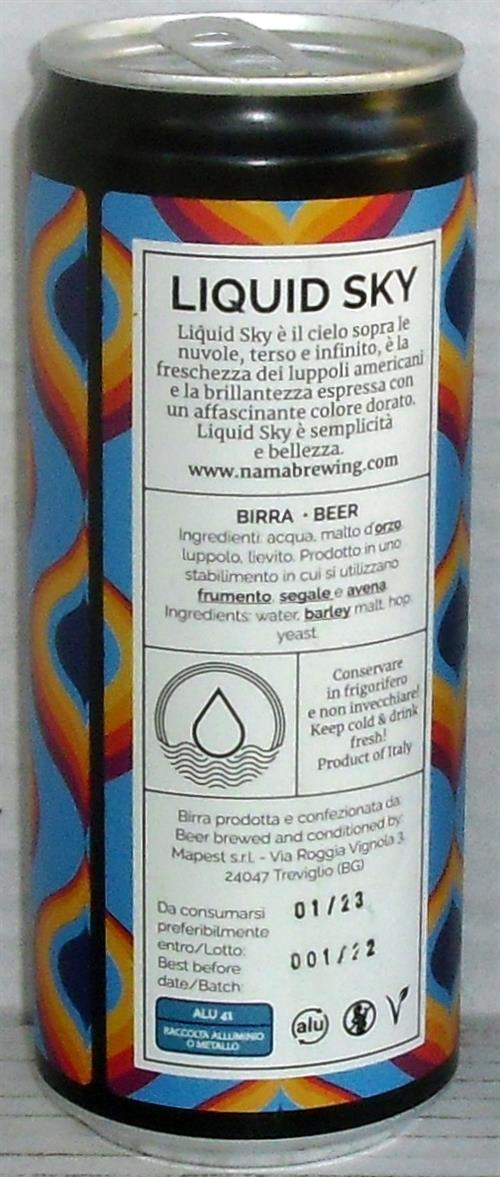 LIQUID SKY
Liquid Sky è il cielo sopra le
nuvole, terso e infinito, è la
freschezza dei luppoli americani
e la brillantezza espressa con
un affascinante colore dorato.
Liquid Sky è semplicità
e bellezza.
www.namabrewing.com
BIRRA · BEER
Ingredienti: acqua, malto d'orzo,
luppolo, lievito. Prodotto in uno
stabilimento in cui si utilizzano
frumento, segale e avena.
Ingredients: water, barley malt, hop,
yeast.
Conservare
in frigorifero
e non invecchiare!
Keep cold & drink
fresh!
Product of Italy
Birra prodotta e confezionata da:
Beer brewed and conditioned by:
Mapest s.r.l. - Via Roggia Vignola 3,
24047 Treviglio (BG)
Da consumarsi
preferibilmente
entro/Lotto:
Best before
date/Batch:
01/23
001/22
ALU 41
RACCOLTA ALLUMINIO
O METALLO
alu